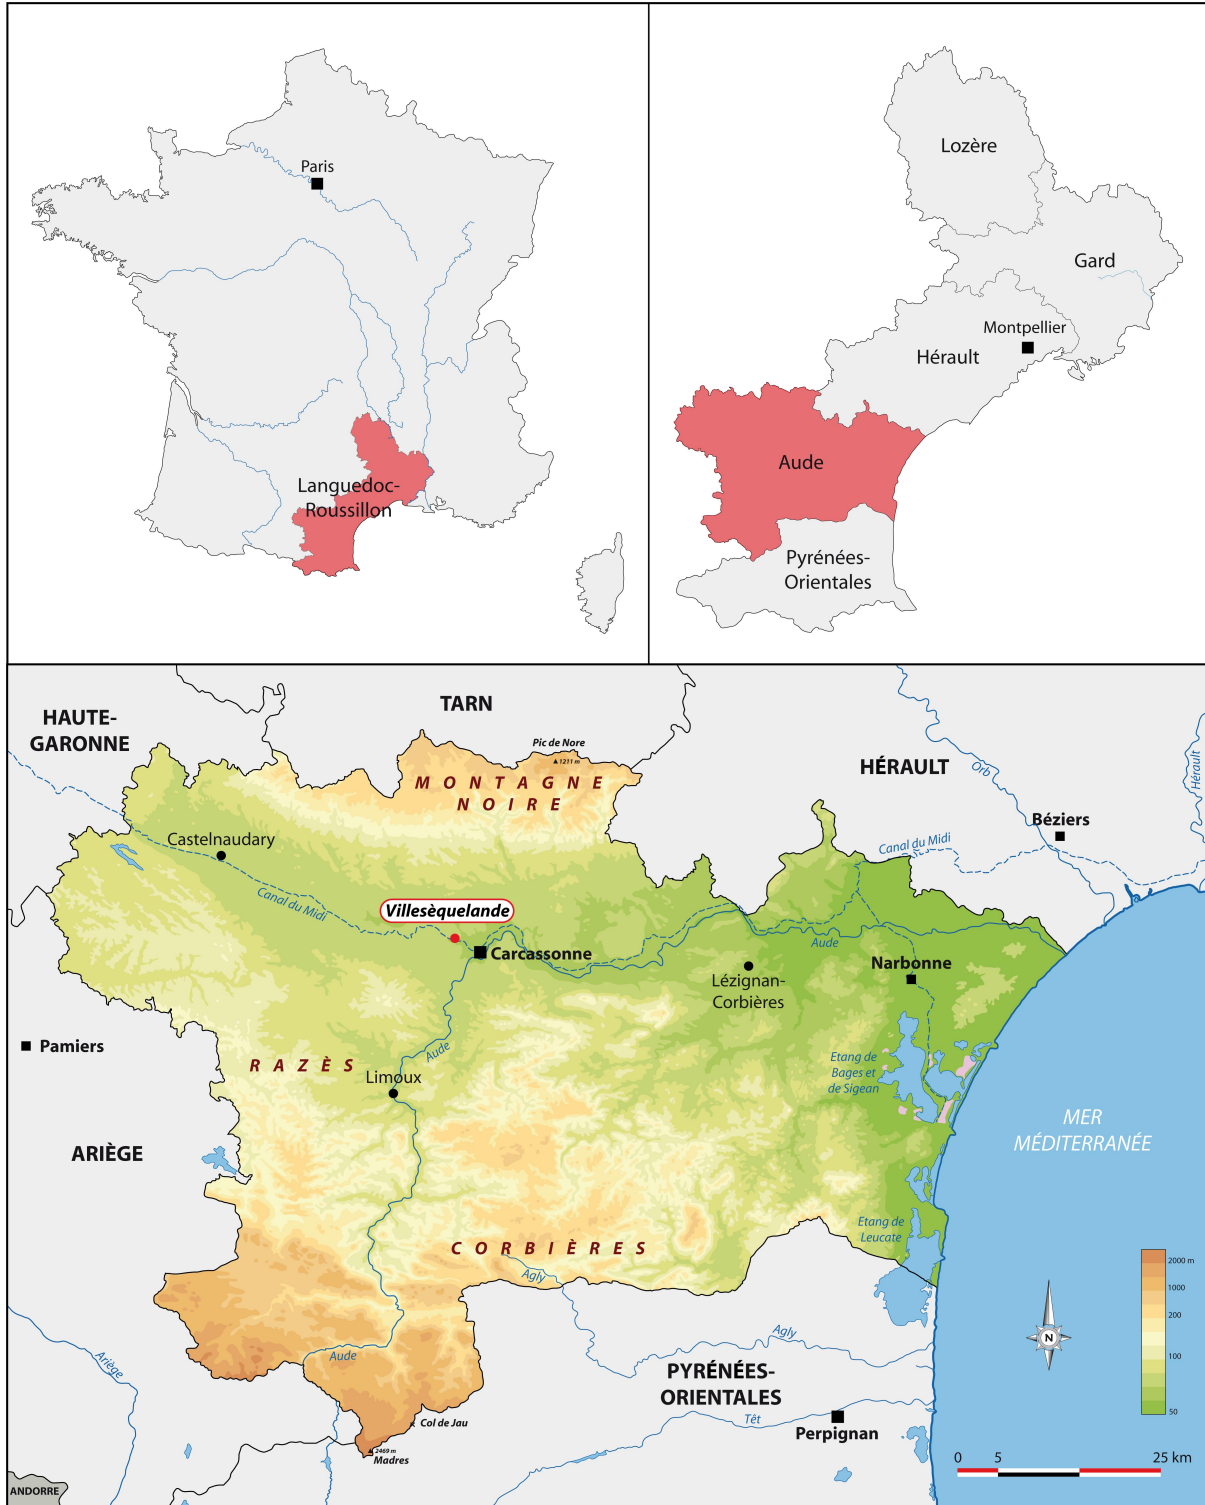 Paris
Languedoc-
Roussillon
Lozère
Gard
Montpellier
Hérault
Aude
Pyrénées-
Orientales
HAUTE-
GARONNE
TARN
Pic de Nore
1211 m
MONTAGNE
NOIRE
HÉRAULT
Orb
Hérault
Béziers
Canal du Midi
Castelnaudary
Canal du Midi
Villesèquelande
Carcassonne
Aude
Narbonne
Lézignan-
Corbières
Pamiers
RAZÈS
Aude
Limoux
Etang de
Bages et
de Sigean
MER
MÉDITERRANÉE
ARIÈGE
Etang de
Leucate
CORBIÈRES
Agly
2000 m
1000
200
100
50
N
Ariège
Aude
Agly
PYRÉNÉES-
ORIENTALES
Têt
Perpignan
Col de Jau
2469 m
Madres
0 5 25 km
ANDORRE